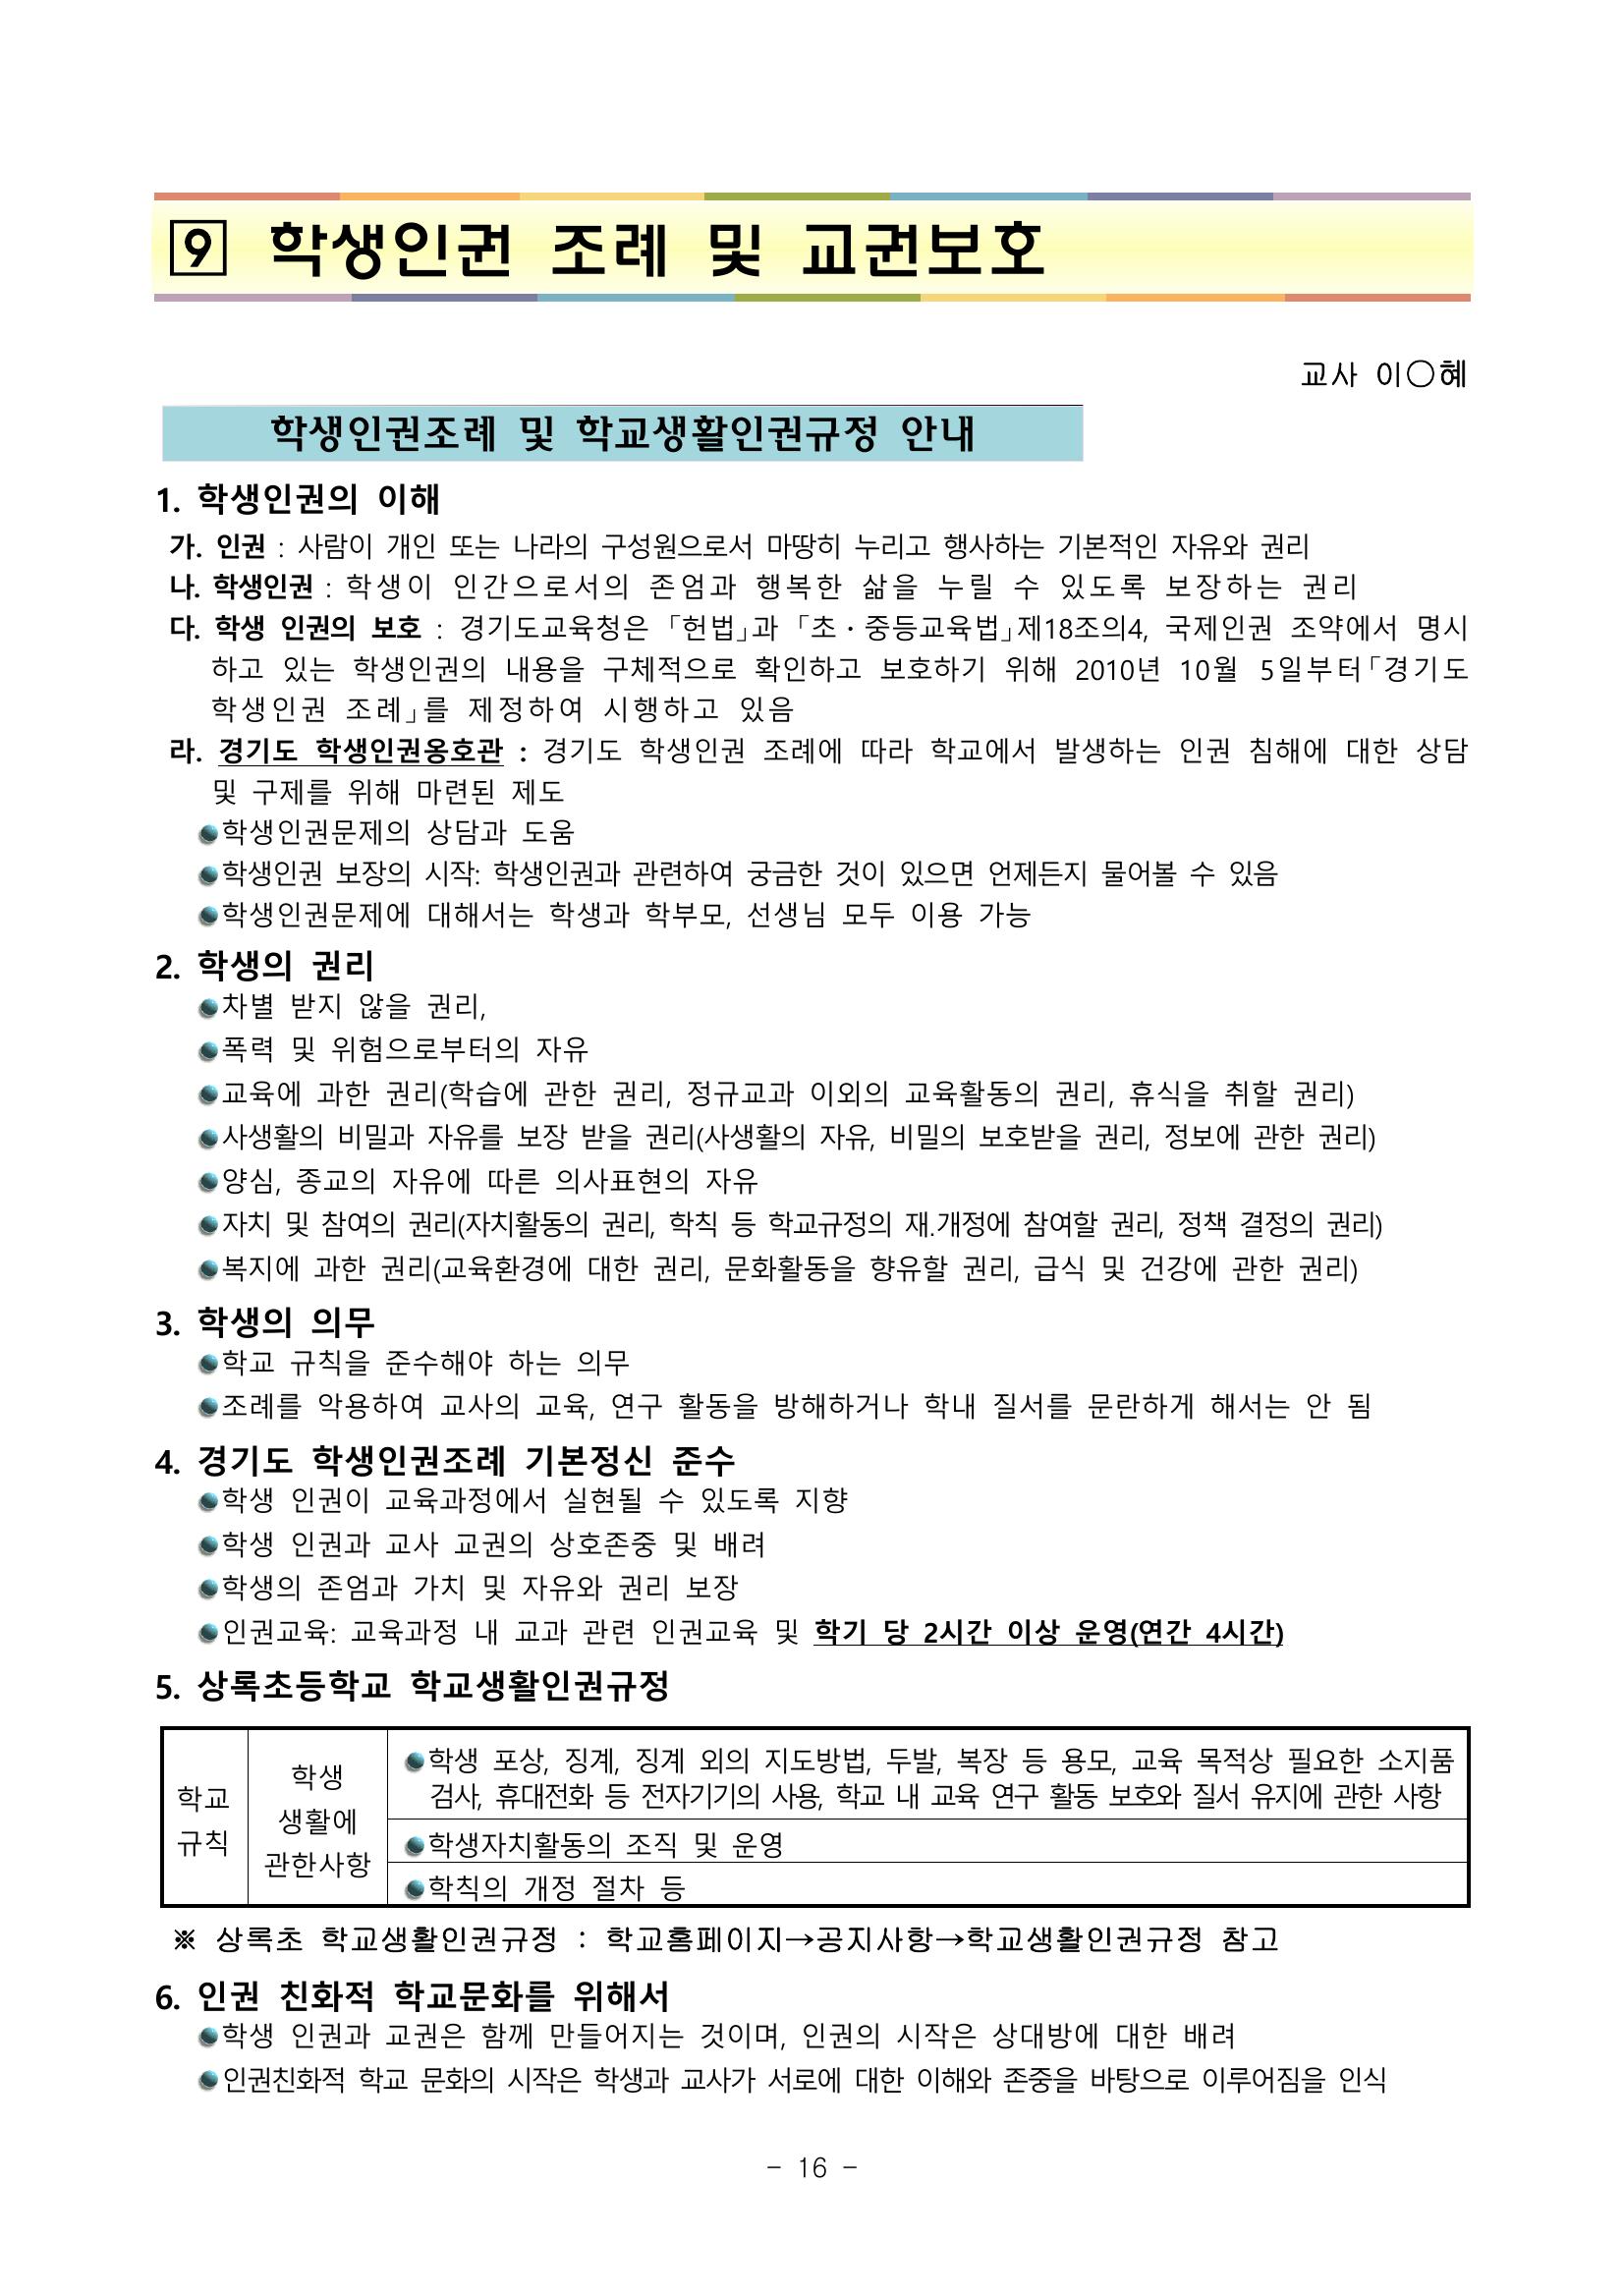 9 학생인권 조례 및 교권보호
교사 이○혜
학생인권조례 및 학교생활인권규정 안내
1. 학생인권의 이해
가. 인권 : 사람이 개인 또는 나라의 구성원으로서 마땅히 누리고 행사하는 기본적인 자유와 권리
나. 학생인권 : 학생이 인간으로서의 존엄과 행복한 삶을 누릴 수 있도록 보장하는 권리
다. 학생 인권의 보호 : 경기도교육청은 「헌법」과 「초·중등교육법」제18조의4, 국제인권 조약에서 명시
하고 있는 학생인권의 내용을 구체적으로 확인하고 보호하기 위해 2010년 10월 5일부터「경기도
학생인권 조례」를 제정하여 시행하고 있음
라. 경기도 학생인권옹호관 : 경기도 학생인권 조례에 따라 학교에서 발생하는 인권 침해에 대한 상담
및 구제를 위해 마련된 제도
●학생인권문제의 상담과 도움
●학생인권 보장의 시작: 학생인권과 관련하여 궁금한 것이 있으면 언제든지 물어볼 수 있음
●학생인권문제에 대해서는 학생과 학부모, 선생님 모두 이용 가능
2. 학생의 권리
●차별 받지 않을 권리,
●폭력 및 위험으로부터의 자유
●교육에 과한 권리(학습에 관한 권리, 정규교과 이외의 교육활동의 권리, 휴식을 취할 권리)
●사생활의 비밀과 자유를 보장 받을 권리(사생활의 자유, 비밀의 보호받을 권리, 정보에 관한 권리)
●양심, 종교의 자유에 따른 의사표현의 자유
●자치 및 참여의 권리(자치활동의 권리, 학칙 등 학교규정의 재.개정에 참여할 권리, 정책 결정의 권리)
●복지에 과한 권리(교육환경에 대한 권리, 문화활동을 향유할 권리, 급식 및 건강에 관한 권리)
3. 학생의 의무
●학교 규칙을 준수해야 하는 의무
●조례를 악용하여 교사의 교육, 연구 활동을 방해하거나 학내 질서를 문란하게 해서는 안 됨
4. 경기도 학생인권조례 기본정신 준수
●학생 인권이 교육과정에서 실현될 수 있도록 지향
●학생 인권과 교사 교권의 상호존중 및 배려
●학생의 존엄과 가치 및 자유와 권리 보장
●인권교육: 교육과정 내 교과 관련 인권교육 및 학기 당 2시간 이상 운영(연간 4시간)
5. 상록초등학교 학교생활인권규정
학교
규칙
학생
생활에
관한사항
●학생 포상, 징계, 징계 외의 지도방법, 두발, 복장 등 용모, 교육 목적상 필요한 소지품
검사, 휴대전화 등 전자기기의 사용, 학교 내 교육 연구 활동 보호와 질서 유지에 관한 사항
●학생자치활동의 조직 및 운영
●학칙의 개정 절차 등
※ 상록초 학교생활인권규정 : 학교홈페이지→공지사항→학교생활인권규정 참고
6. 인권 친화적 학교문화를 위해서
●학생 인권과 교권은 함께 만들어지는 것이며, 인권의 시작은 상대방에 대한 배려
●인권친화적 학교 문화의 시작은 학생과 교사가 서로에 대한 이해와 존중을 바탕으로 이루어짐을 인식
- 16 -